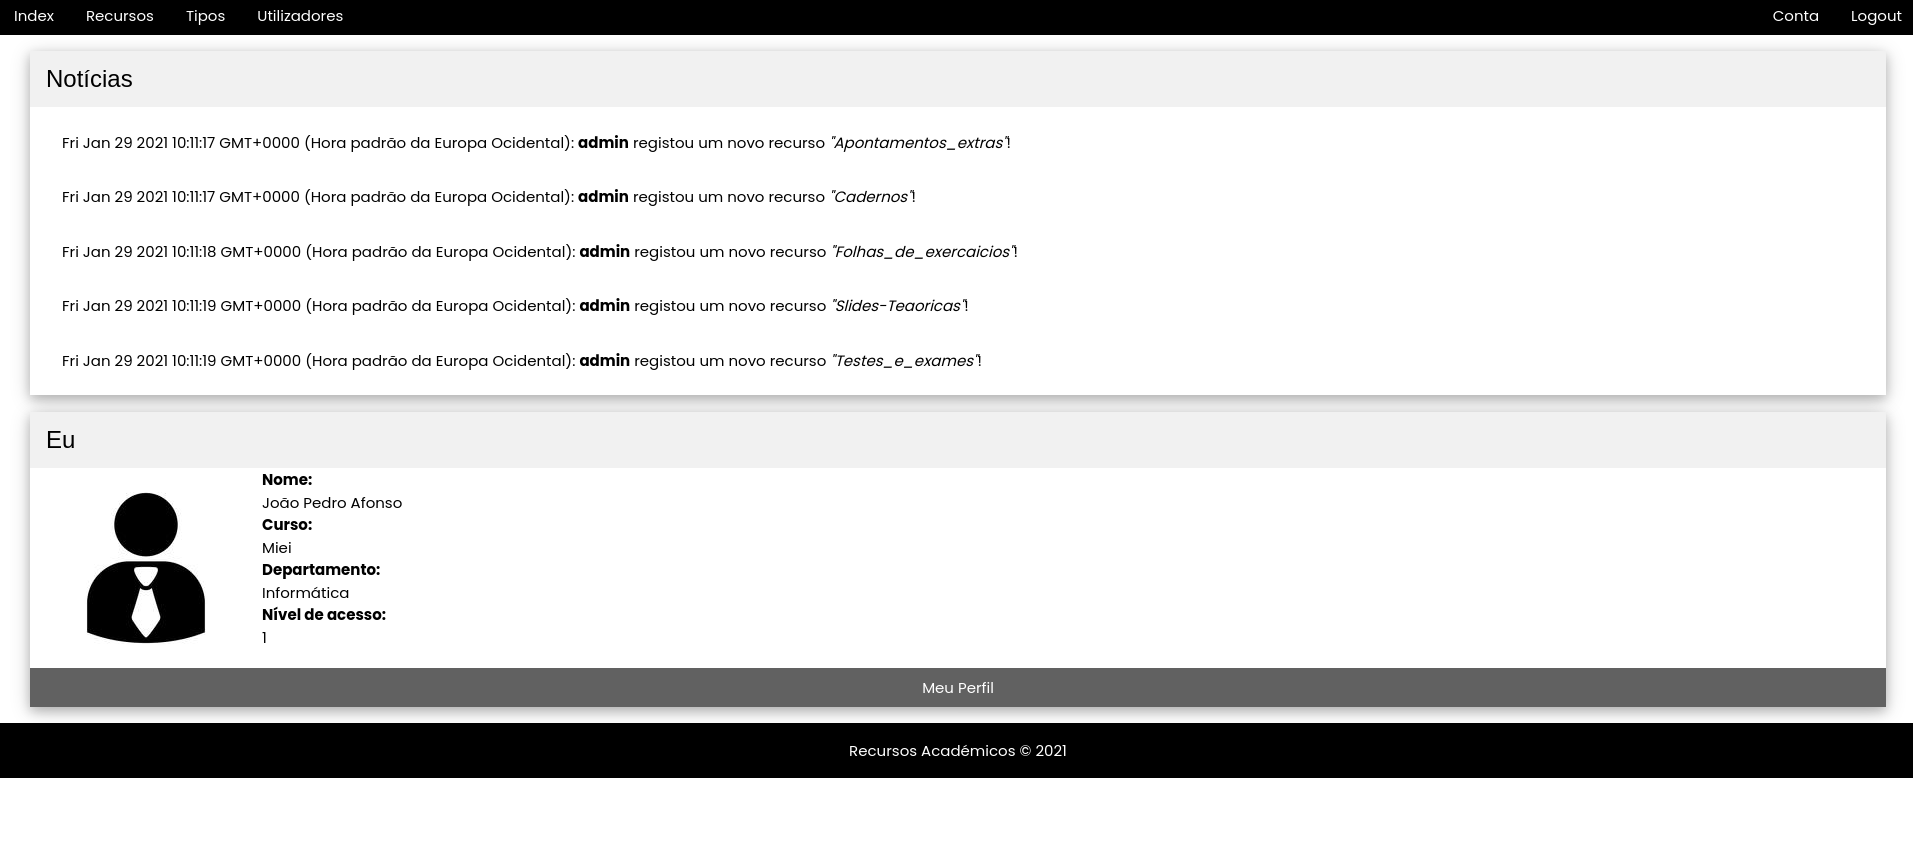 Index Recursos Tipos Utilizadores Conta Logout
Notícias
Fri Jan 29 2021 10:11:17 GMT+0000 (Hora padrão da Europa Ocidental): admin registou um novo recurso "Apontamentos_extras"!
Fri Jan 29 2021 10:11:17 GMT+0000 (Hora padrão da Europa Ocidental): admin registou um novo recurso "Cadernos"!
Fri Jan 29 2021 10:11:18 GMT+0000 (Hora padrão da Europa Ocidental): admin registou um novo recurso "Folhas_de_exercaicios"!
Fri Jan 29 2021 10:11:19 GMT+0000 (Hora padrão da Europa Ocidental): admin registou um novo recurso "Slides-Teaoricas"!
Fri Jan 29 2021 10:11:19 GMT+0000 (Hora padrão da Europa Ocidental): admin registou um novo recurso "Testes_e_exames"!
Eu
Nome:
João Pedro Afonso
Curso:
Miei
Departamento:
Informática
Nível de acesso:
1
Meu Perfil
Recursos Académicos © 2021